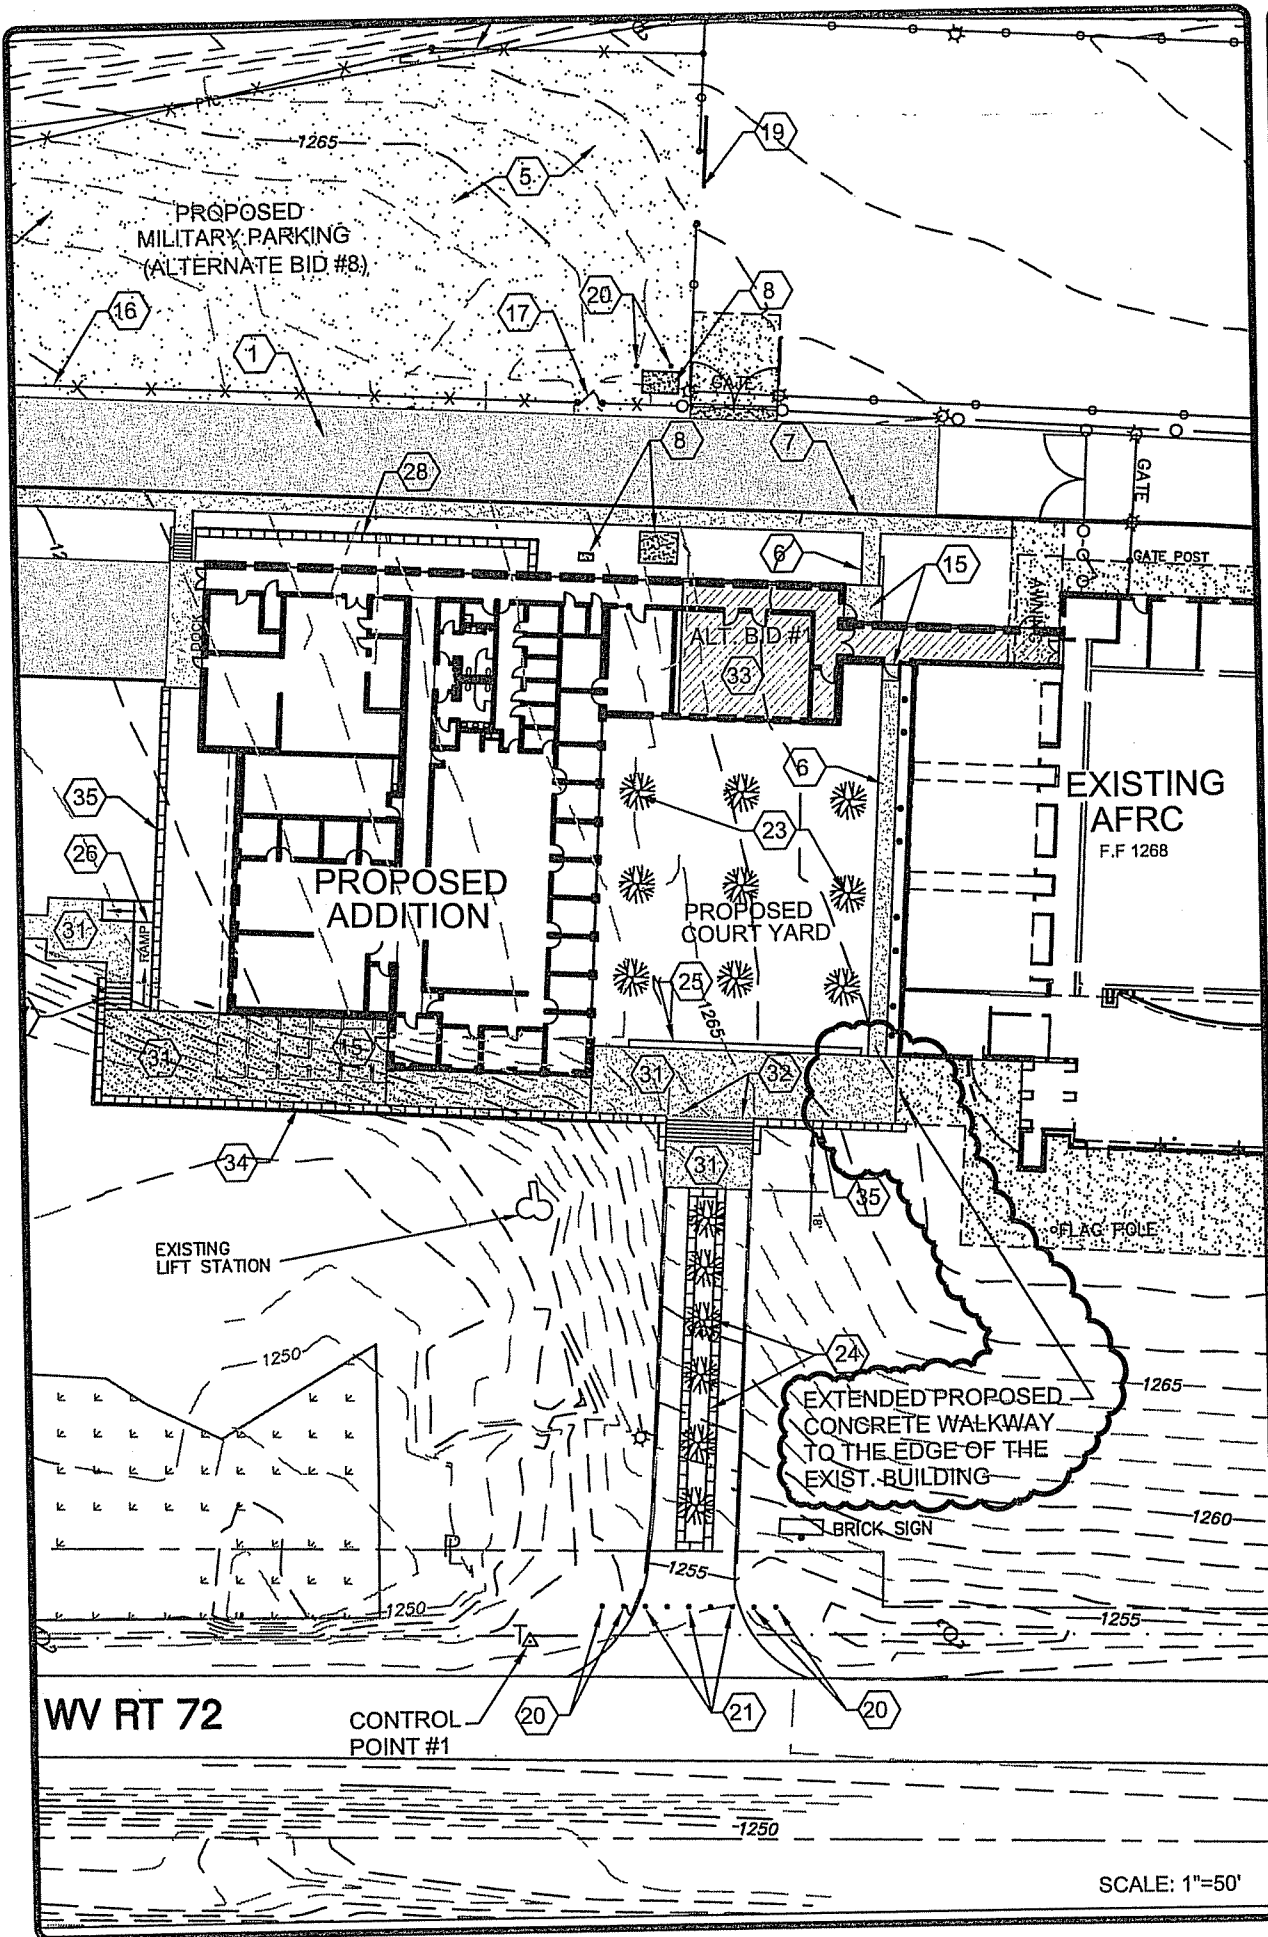 1265
19
5
PROPOSED
MILITARY PARKING
(ALTERNATE BID #8)
16
17
20
8
1
GATE
8
7
28
GATE
6
15
GATE POST
AWNING
DOCK
ALT. BID #1
33
35
6
EXISTING
AFRC
F.F 1268
26
23
PROPOSED
ADDITION
PROPOSED
COURT YARD
31
RAMP
25
1265
31
15
31
32
34
31
35
18'
FLAG POLE
EXISTING
LIFT STATION
24
1250
1265
EXTENDED PROPOSED
CONCRETE WALKWAY
TO THE EDGE OF THE
EXIST. BUILDING
1260
BRICK SIGN
P
1255
1250
1255
T
WV RT 72
CONTROL
POINT #1
20
21
20
1250
SCALE: 1"=50'